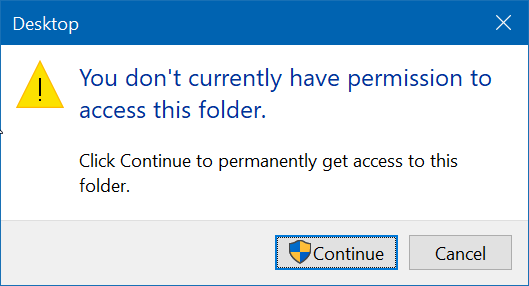 Desktop
You don't currently have permission to
access this folder.
Click Continue to permanently get access to this
folder.
Continue
Cancel